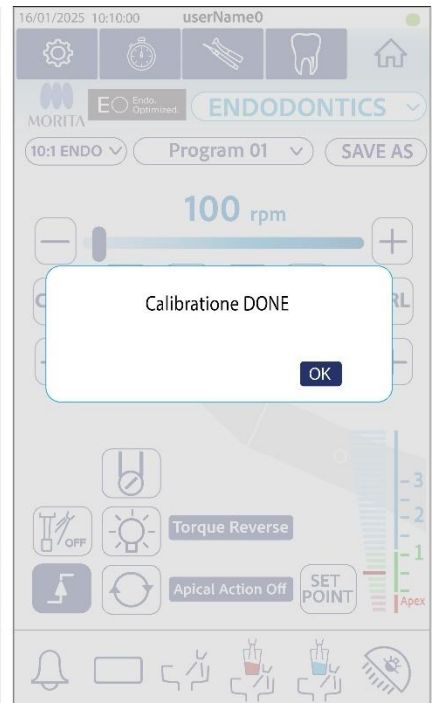 16/01/2025 10:10:00 userName0
MORITA
EO Endo. Optimized.
ENDODONTICS
10:1 ENDO
Program 01
SAVE AS
100 rpm
Calibratione DONE
OK
OFF
Torque Reverse
Apical Action Off
SET POINT
3
2
1
Apex